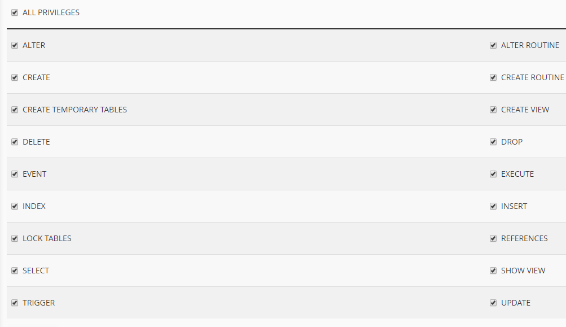 ALL PRIVILEGES
ALTER ALTER ROUTINE
CREATE CREATE ROUTINE
CREATE TEMPORARY TABLES CREATE VIEW
DELETE DROP
EVENT EXECUTE
INDEX INSERT
LOCK TABLES REFERENCES
SELECT SHOW VIEW
TRIGGER UPDATE